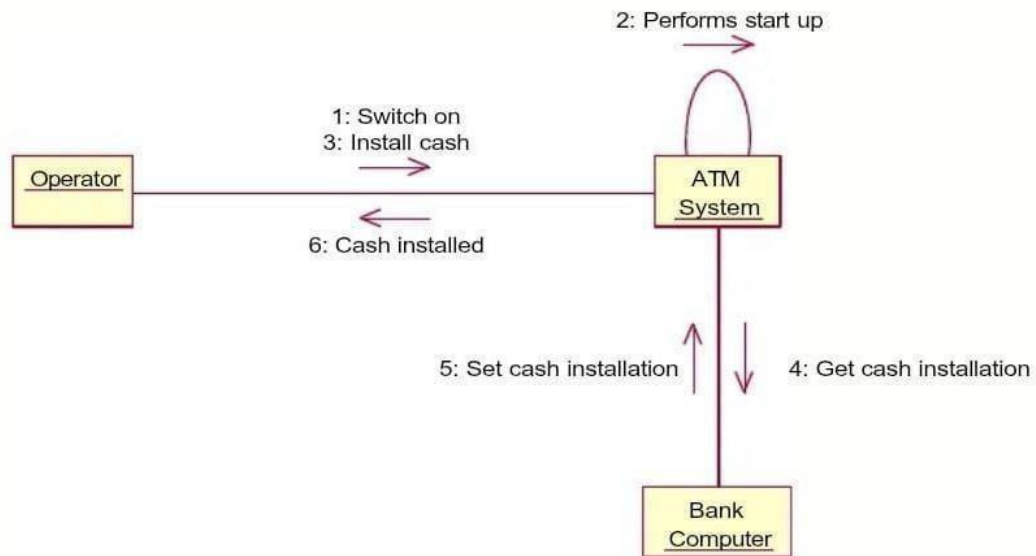 2: Performs start up
1: Switch on
3: Install cash
Operator
ATM
System
6: Cash installed
5: Set cash installation
4: Get cash installation
Bank
Computer